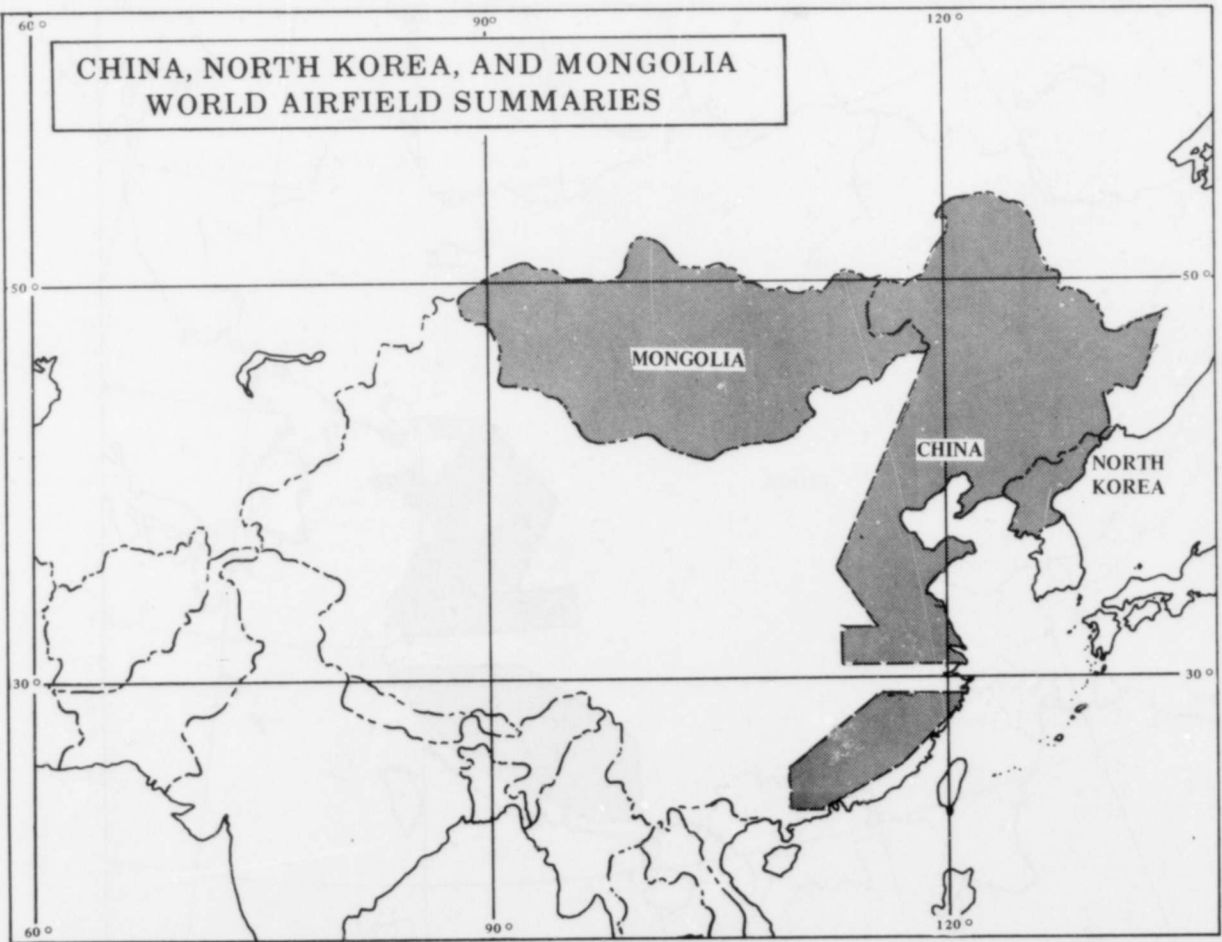 60°
90°
120°
CHINA, NORTH KOREA, AND MONGOLIA
WORLD AIRFIELD SUMMARIES
50°
50°
MONGOLIA
CHINA
NORTH
KOREA
30°
30°
60°
90°
120°